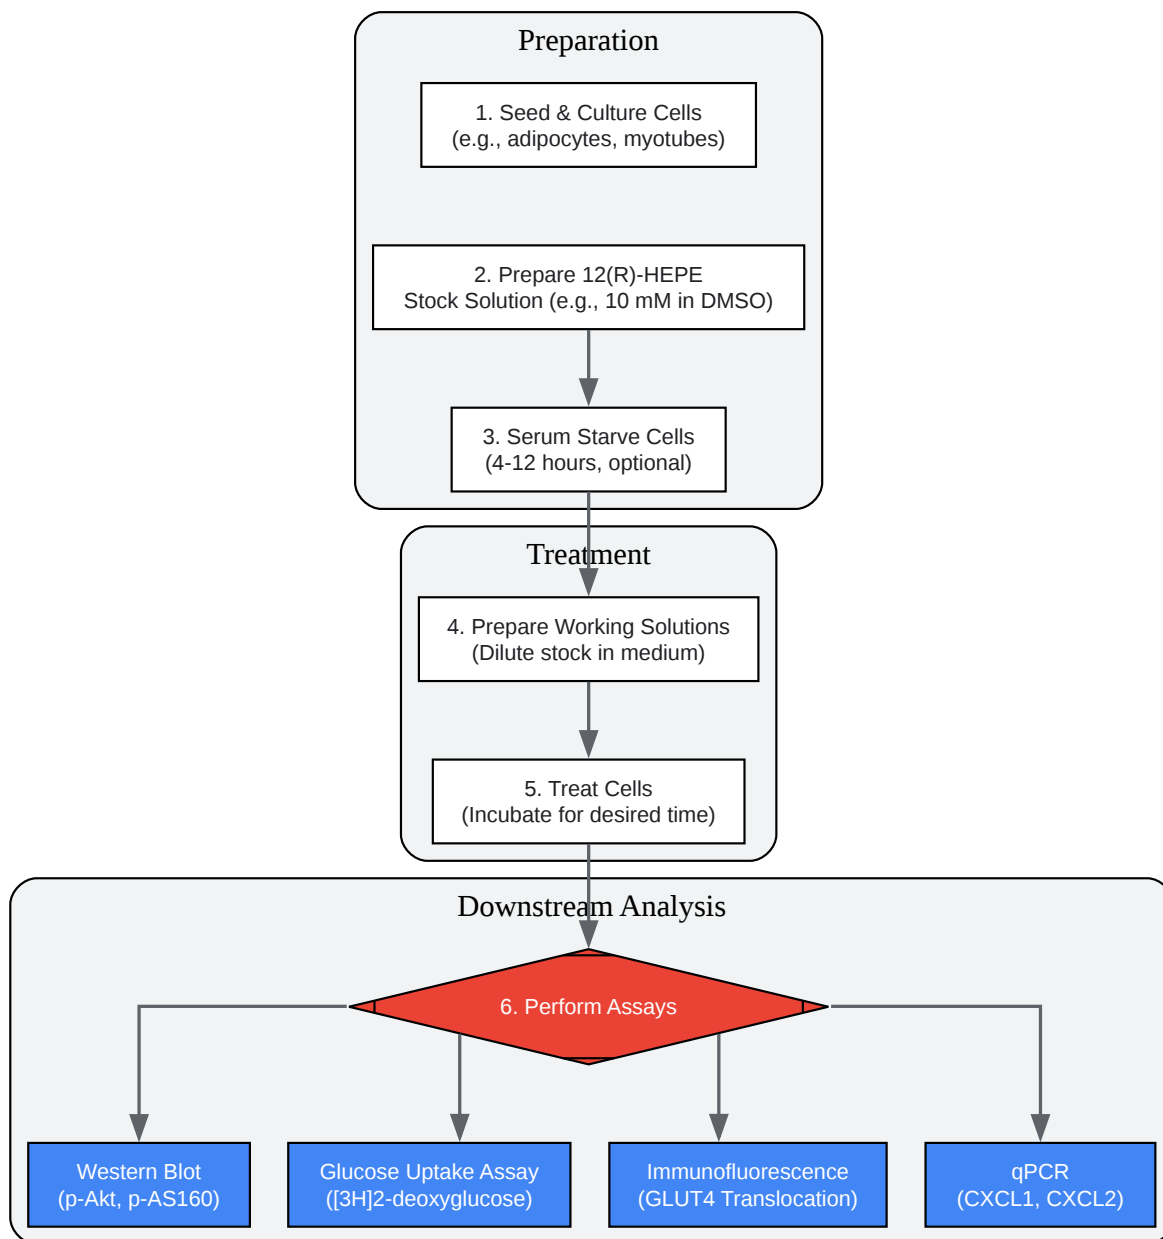 Preparation
1. Seed & Culture Cells
(e.g., adipocytes, myotubes)
2. Prepare 12(R)-HEPE
Stock Solution (e.g., 10 mM in DMSO)
3. Serum Starve Cells
(4-12 hours, optional)
Treatment
4. Prepare Working Solutions
(Dilute stock in medium)
5. Treat Cells
(Incubate for desired time)
Downstream Analysis
6. Perform Assays
Western Blot
(p-Akt, p-AS160)
Glucose Uptake Assay
([3H]2-deoxyglucose)
Immunofluorescence
(GLUT4 Translocation)
qPCR
(CXCL1, CXCL2)